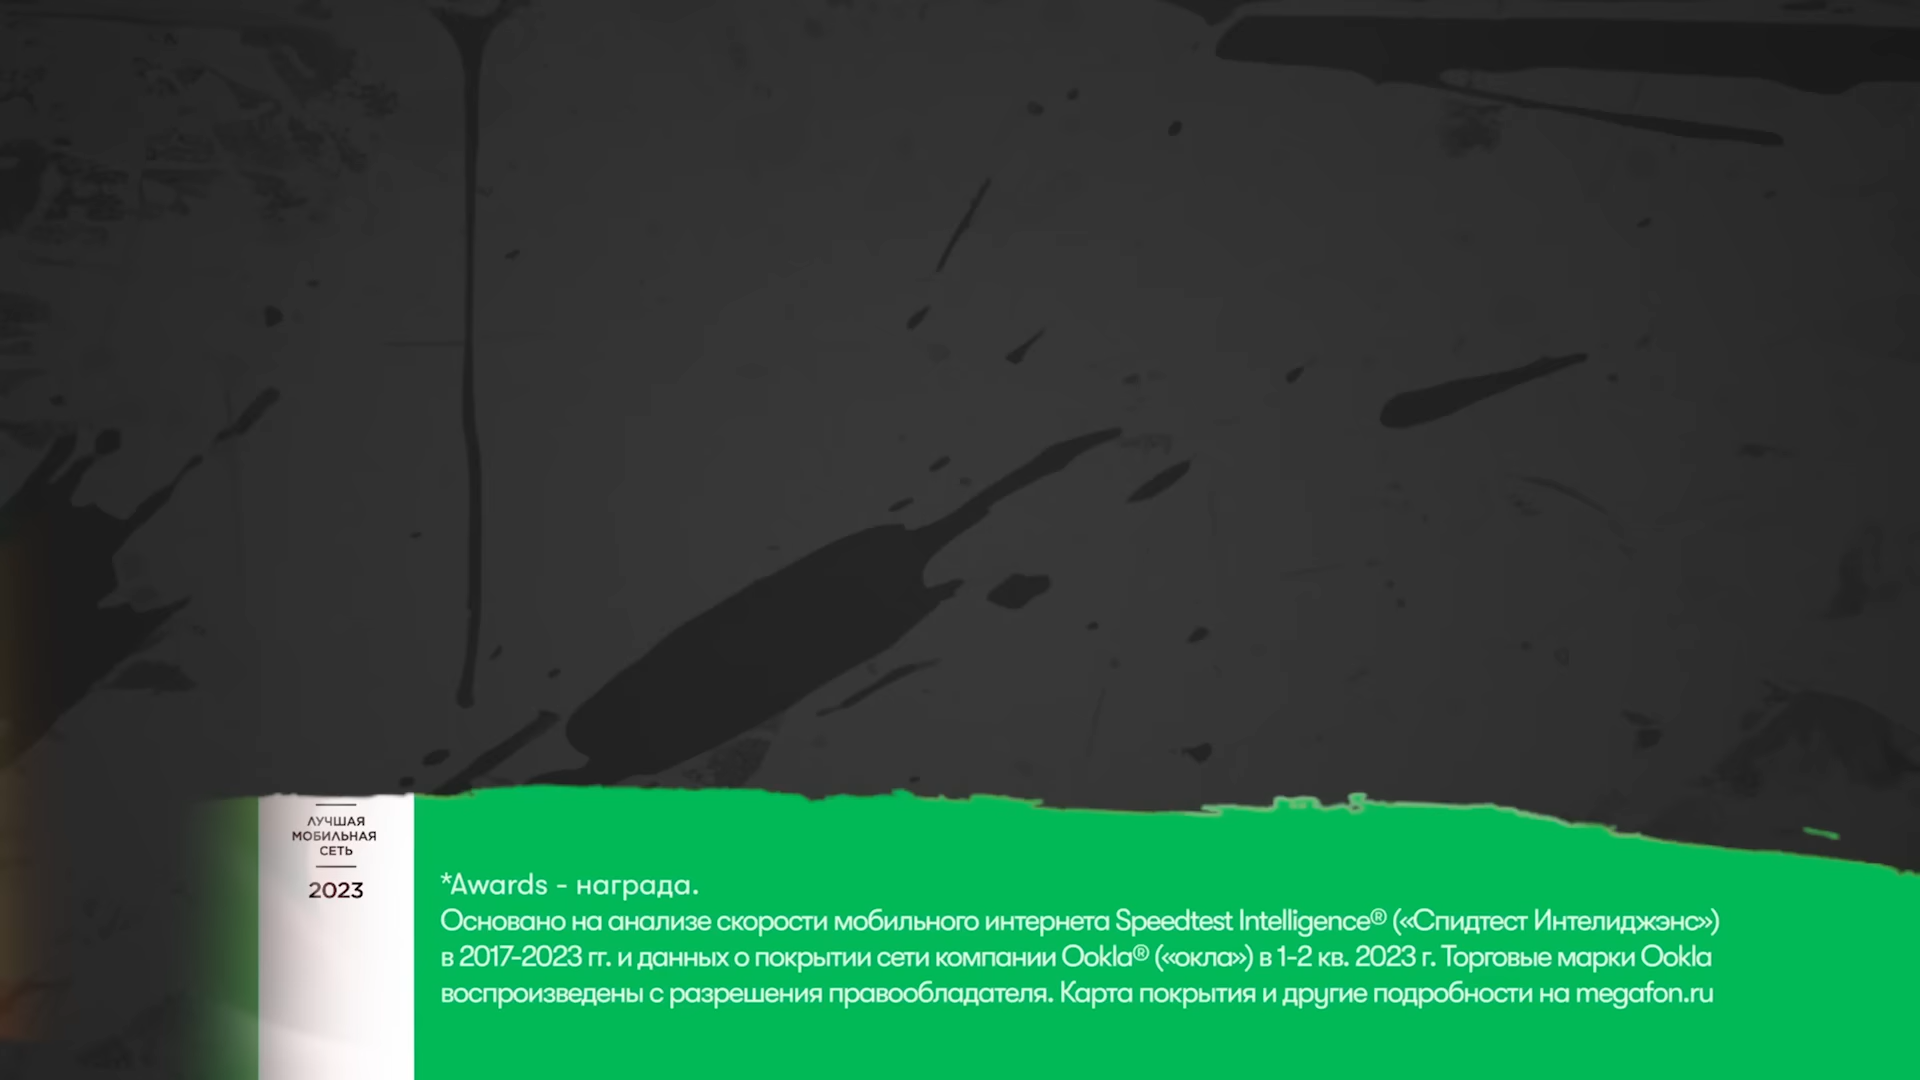 ЛУЧШАЯ
МОБИЛЬНАЯ
СЕТЬ
2023
*Awards - награда.
Основано на анализе скорости мобильного интернета Speedtest Intelligence® («Спидтест Интелиджэнс»)
в 2017-2023 гг. и данных о покрытии сети компании Ookla® («окла») в 1-2 кв. 2023 г. Торговые марки Ookla
воспроизведены с разрешения правообладателя. Карта покрытия и другие подробности на megafon.ru